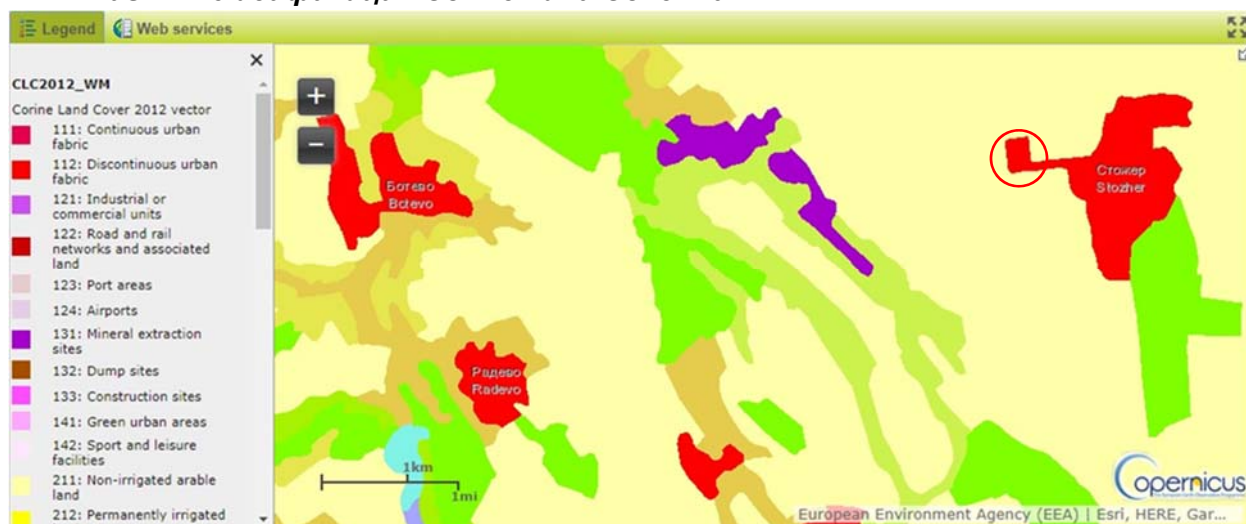 Legend
Web services
CLC2012_WM
Corine Land Cover 2012 vector
111: Continuous urban
fabric
112: Discontinuous urban
fabric
121: Industrial or
commercial units
122: Road and rail
networks and associated
land
123: Port areas
124: Airports
131: Mineral extraction
sites
132: Dump sites
133: Construction sites
141: Green urban areas
142: Sport and leisure
facilities
211: Non-irrigated arable
land
212: Permanently irrigated
+
−
Ботево
Botevo
Радево
Radevo
Стожер
Stozher
1km
1mi
opernicus
European Environment Agency (EEA) | Esri, HERE, Gar...